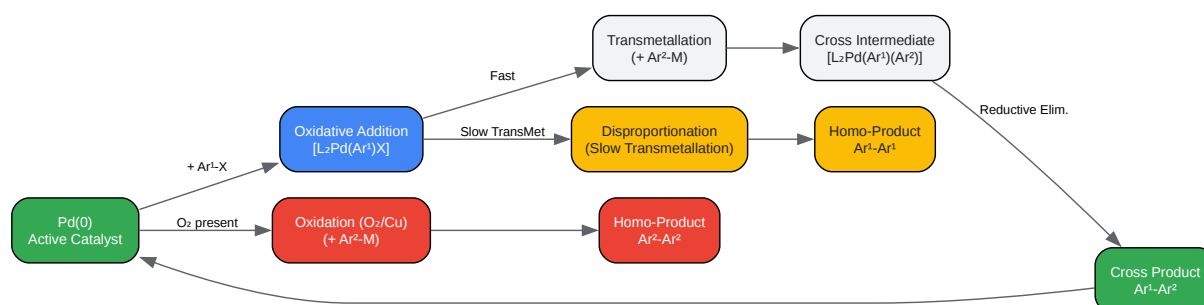 Transmetallation
(+ Ar²-M)
Cross Intermediate
[L₂Pd(Ar¹)(Ar²)]
Fast
Reductive Elim.
Oxidative Addition
[L₂Pd(Ar¹)X]
Slow TransMet
Disproportionation
(Slow Transmetallation)
Homo-Product
Ar¹-Ar¹
+ Ar¹-X
Pd(0)
Active Catalyst
O₂ present
Oxidation (O₂/Cu)
(+ Ar²-M)
Homo-Product
Ar²-Ar²
Cross Product
Ar¹-Ar²